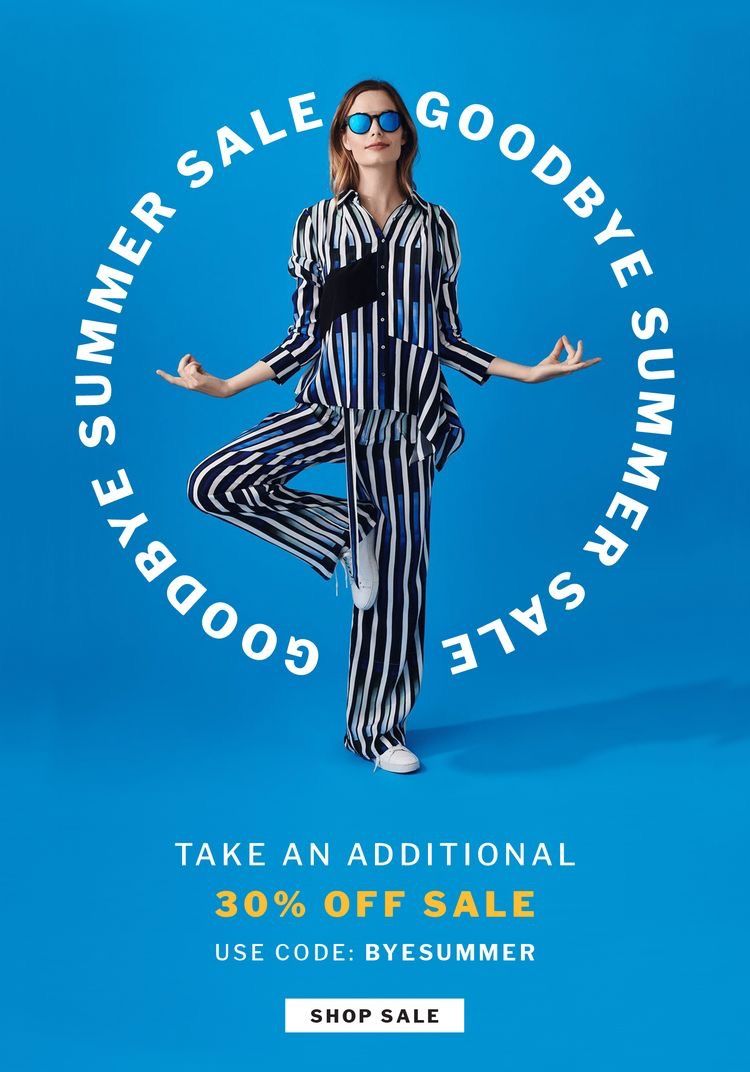 GOODBYE SUMMER SALE
GOODBYE SUMMER SALE
TAKE AN ADDITIONAL
30% OFF SALE
USE CODE: BYESUMMER
SHOP SALE